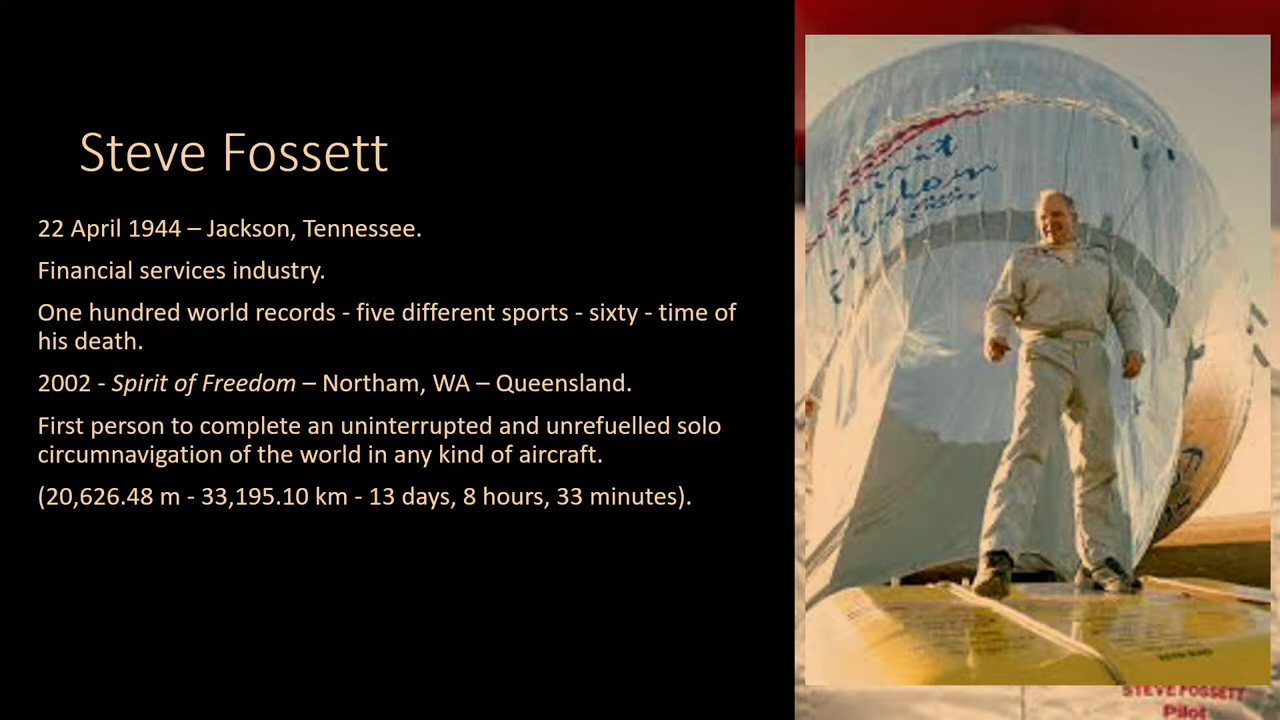 Steve Fossett
22 April 1944 – Jackson, Tennessee.
Financial services industry.
One hundred world records - five different sports - sixty - time of
his death.
2002 - Spirit of Freedom – Northam, WA – Queensland.
First person to complete an uninterrupted and unrefuelled solo
circumnavigation of the world in any kind of aircraft.
(20,626.48 m - 33,195.10 km - 13 days, 8 hours, 33 minutes).
STEVE FOSSETT
Pilot